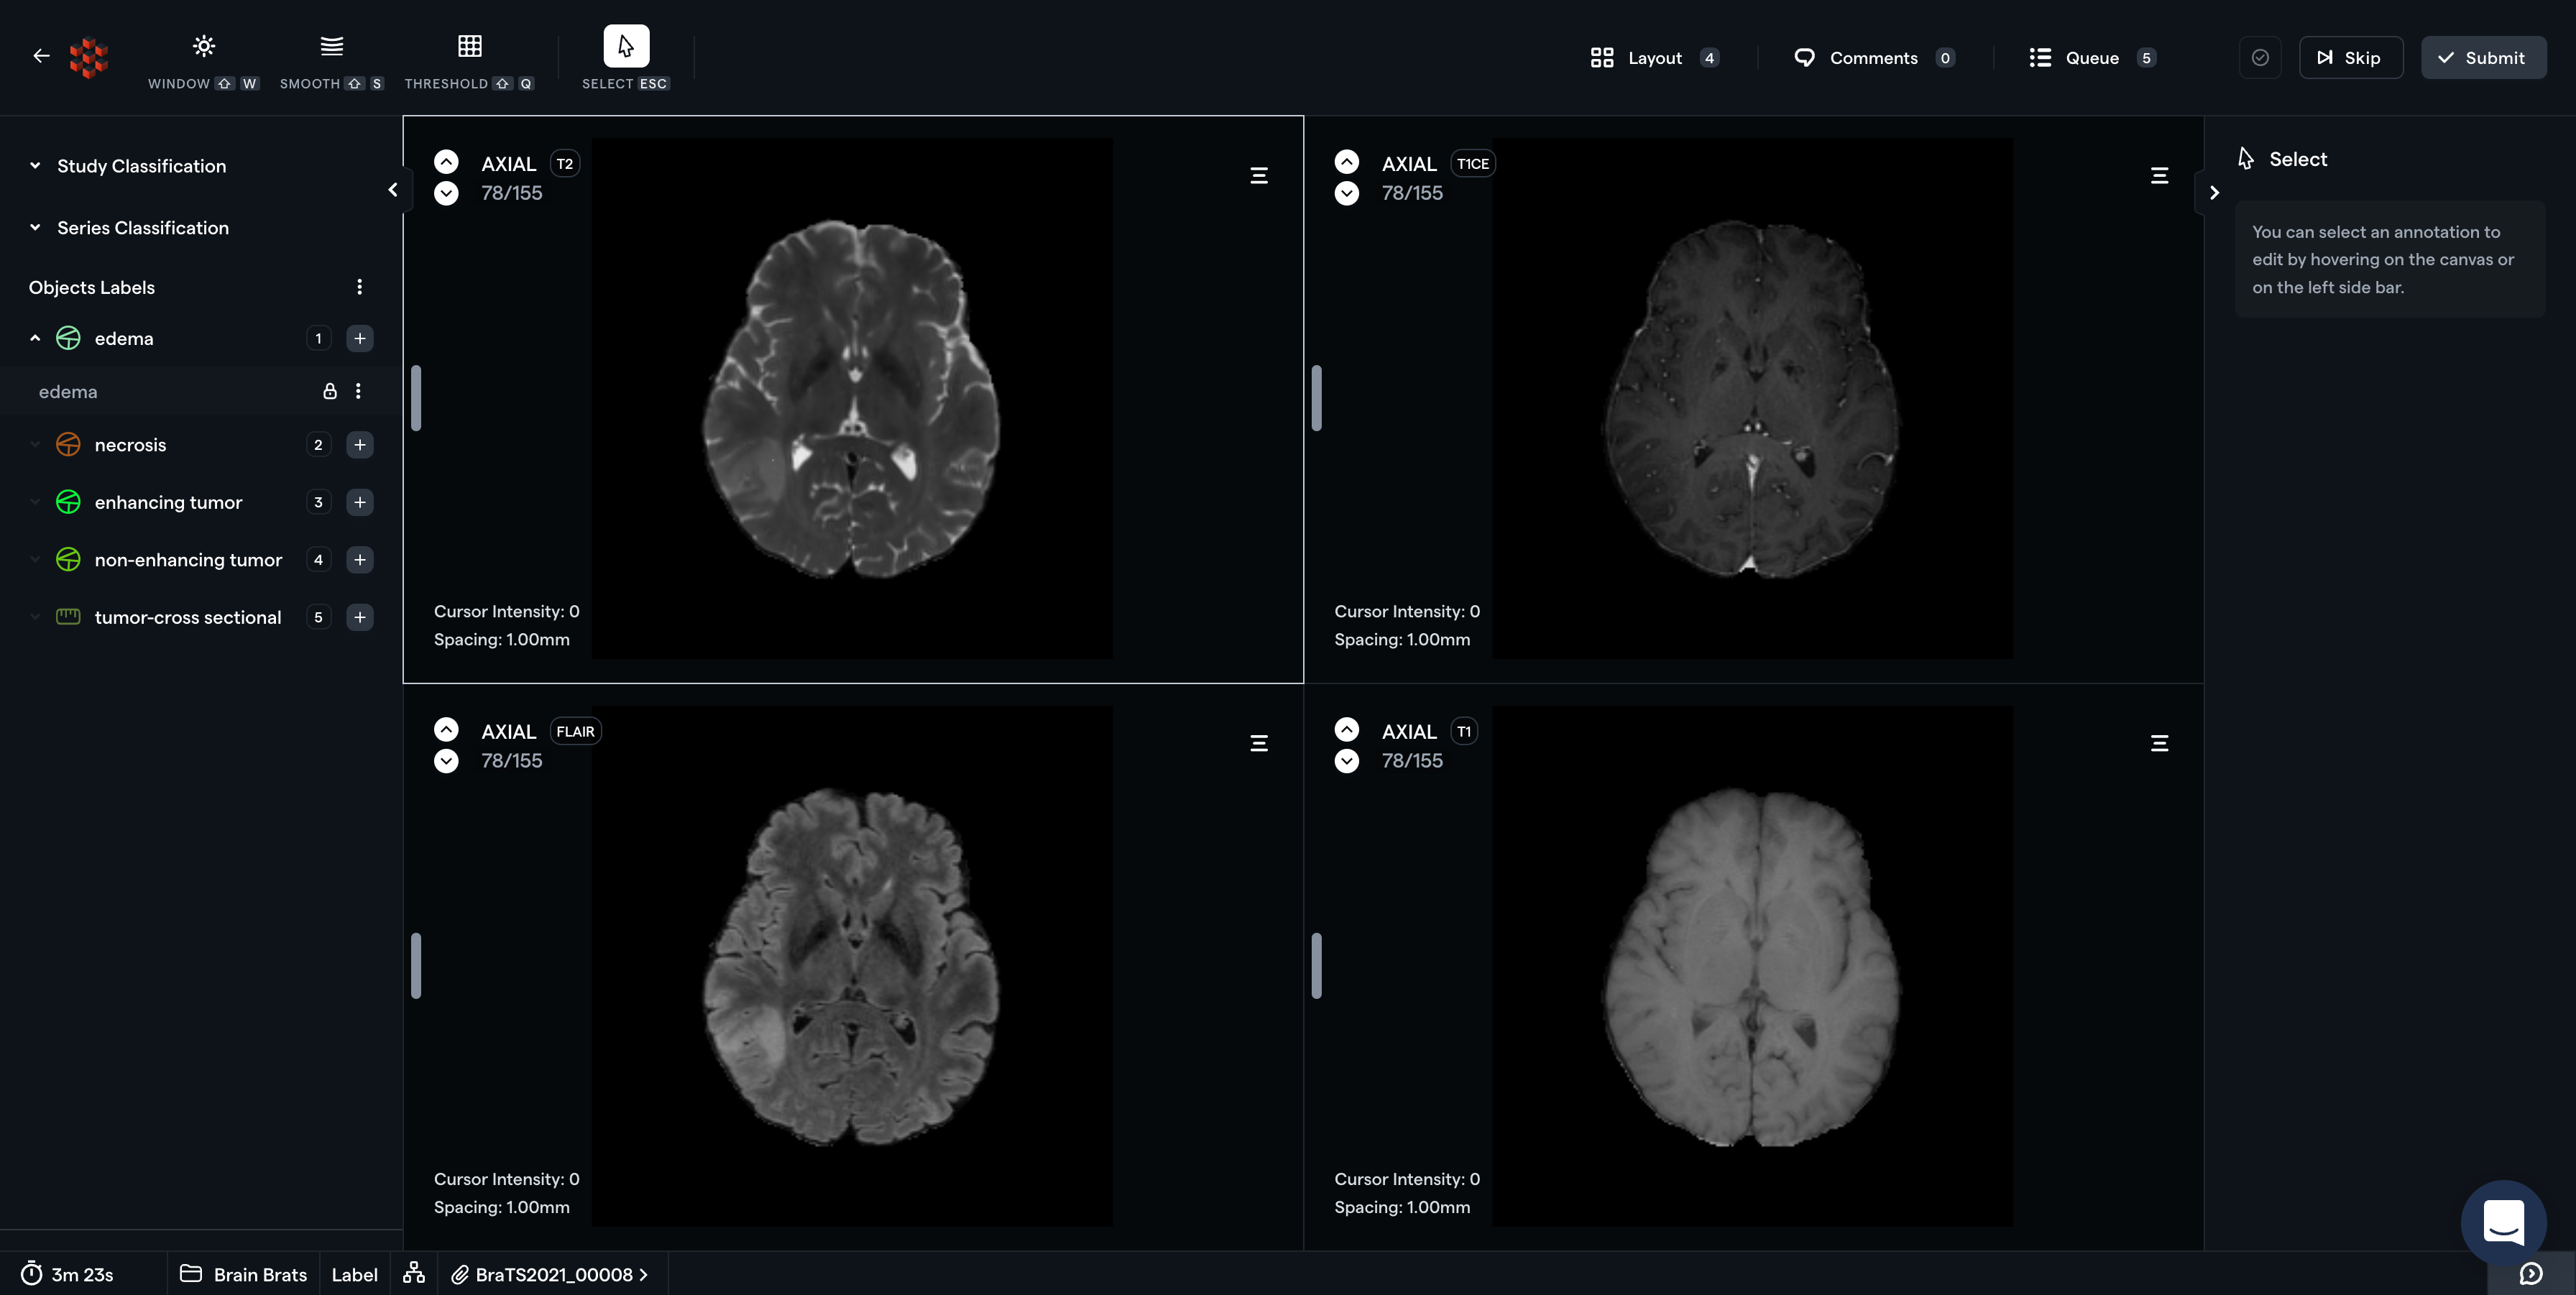 WINDOW W
SMOOTH S
THRESHOLD Q
SELECT ESC
Layout 4
Comments 0
Queue 5
Skip
Submit
Study Classification
Series Classification
Objects Labels
edema 1 +
edema
necrosis 2 +
enhancing tumor 3 +
non-enhancing tumor 4 +
tumor-cross sectional 5 +
AXIAL T2
78/155
Cursor Intensity: 0
Spacing: 1.00mm
AXIAL T1CE
78/155
Cursor Intensity: 0
Spacing: 1.00mm
AXIAL FLAIR
78/155
Cursor Intensity: 0
Spacing: 1.00mm
AXIAL T1
78/155
Cursor Intensity: 0
Spacing: 1.00mm
Select
You can select an annotation to
edit by hovering on the canvas or
on the left side bar.
3m 23s
Brain Brats
Label
BraTS2021_00008